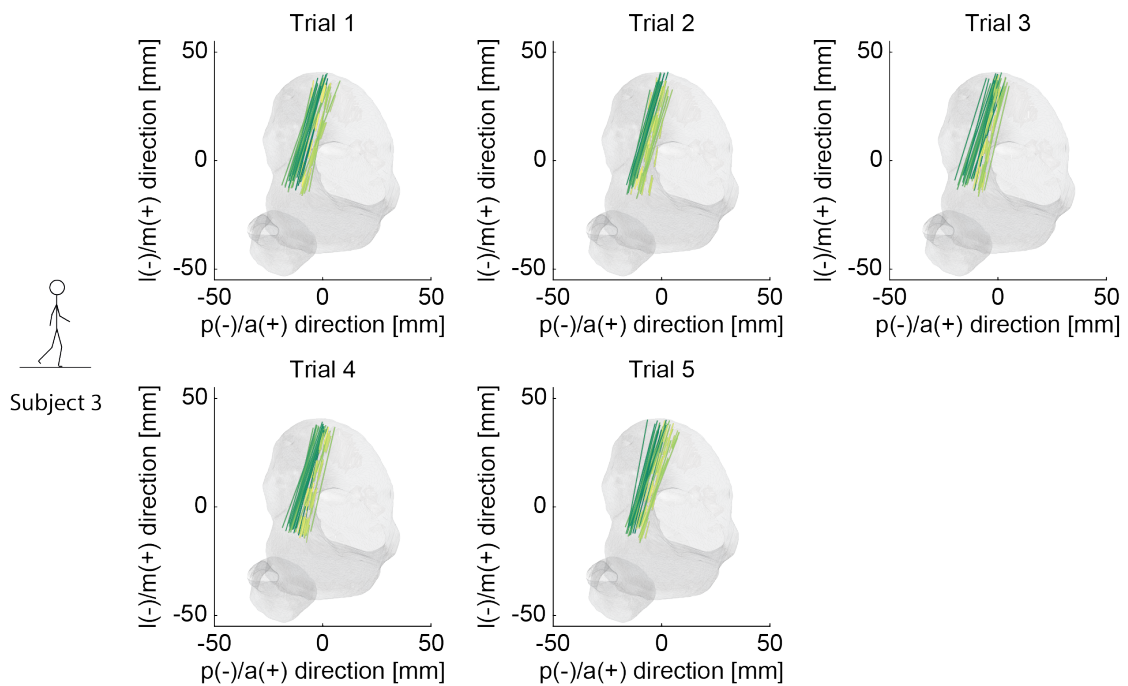 Trial 1
Trial 2
Trial 3
l(-)/m(+) direction [mm]
50
0
-50
-50
0
50
p(-)/a(+) direction [mm]
l(-)/m(+) direction [mm]
50
0
-50
-50
0
50
p(-)/a(+) direction [mm]
l(-)/m(+) direction [mm]
50
0
-50
-50
0
50
p(-)/a(+) direction [mm]
Subject 3
Trial 4
Trial 5
l(-)/m(+) direction [mm]
50
0
-50
-50
0
50
p(-)/a(+) direction [mm]
l(-)/m(+) direction [mm]
50
0
-50
-50
0
50
p(-)/a(+) direction [mm]